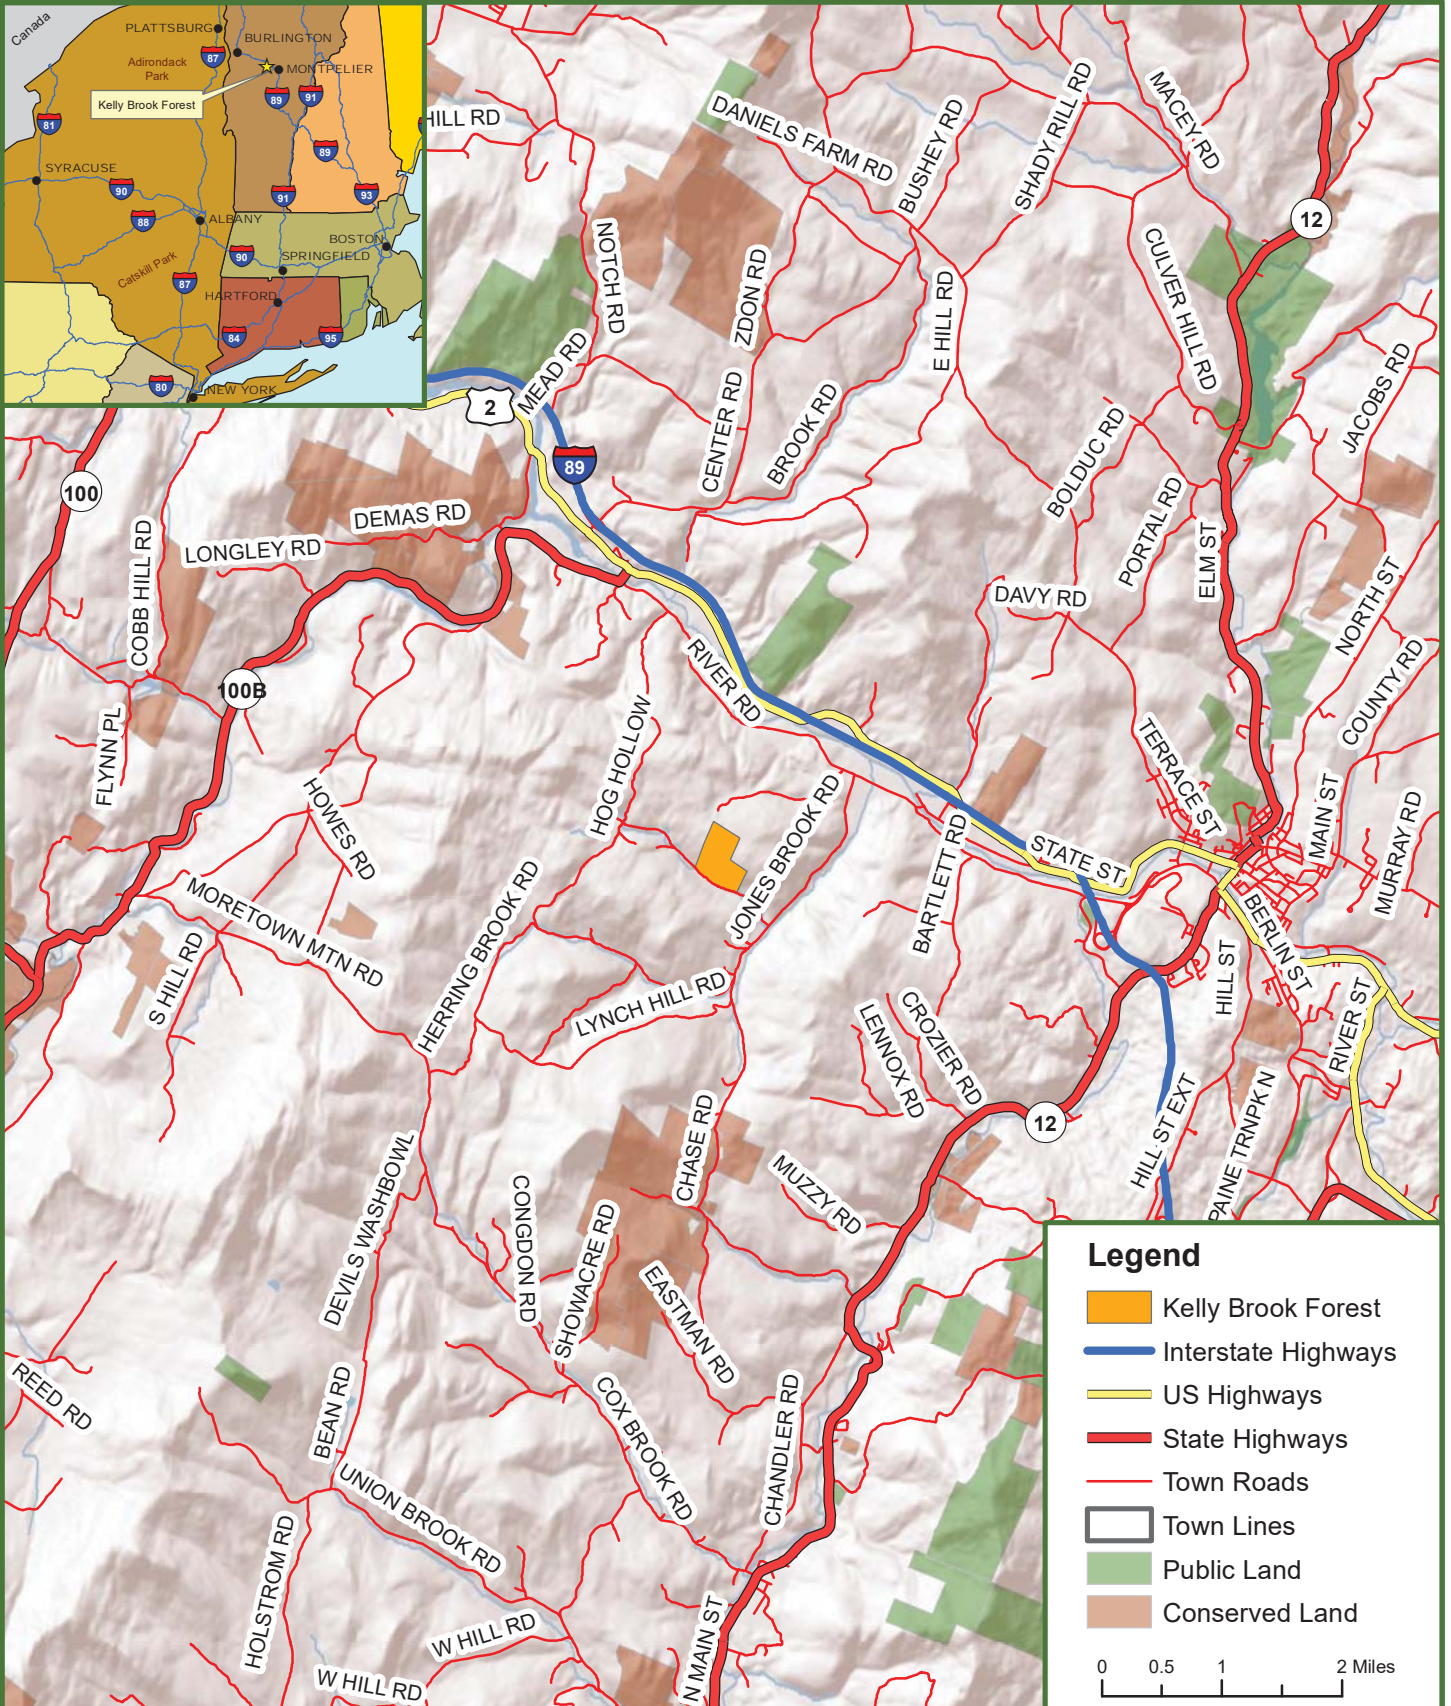 Canada
PLATTSBURG
BURLINGTON
87
Adirondack
Park
MONTPELIER
Kelly Brook Forest
89
91
81
89
SYRACUSE
90
91
93
88
ALBANY
BOSTON
90
SPRINGFIELD
Catskill Park
87
HARTFORD
84
95
80
NEW YORK
HILL RD
DANIELS FARM RD
BUSHEY RD
SHADY RILL RD
MACEY RD
12
NOTCH RD
ZDON RD
E HILL RD
CULVER HILL RD
MEAD RD
2
JACOBS RD
CENTER RD
BROOK RD
BOLDUC RD
89
100
DEMAS RD
LONGLEY RD
COBB HILL RD
PORTAL RD
ELM ST
DAVY RD
NORTH ST
COUNTY RD
100B
RIVER RD
FLYNN PL
HOG HOLLOW
TERRACE ST
HOWES RD
JONES BROOK RD
MAIN ST
MURRAY RD
BARTLETT RD
STATE ST
MORETOWN MTN RD
HERRING BROOK RD
BERLIN ST
S HILL RD
LYNCH HILL RD
HILL ST
RIVER ST
LENNOX RD
CROZIER RD
12
HILL ST EXT
PAINE TRNPK N
CHASE RD
MUZZY RD
DEVILS WASHBOWL
CONGDON RD
SHOWACRE RD
EASTMAN RD
REED RD
BEAN RD
COX BROOK RD
CHANDLER RD
UNION BROOK RD
HOLSTROM RD
W HILL RD
W HILL RD
N MAIN ST
Legend
Kelly Brook Forest
Interstate Highways
US Highways
State Highways
Town Roads
Town Lines
Public Land
Conserved Land
0 0.5 1 2 Miles